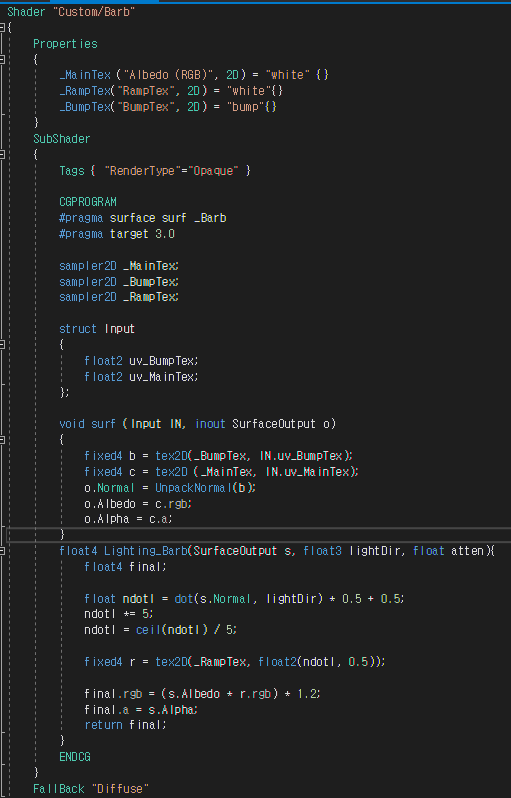 Shader "Custom/Barb"
{
Properties
{
_MainTex ("Albedo (RGB)", 2D) = "white" {}
_RampTex("RampTex", 2D) = "white"{}
_BumpTex("BumpTex", 2D) = "bump"{}
}
SubShader
{
Tags { "RenderType"="Opaque" }
CGPROGRAM
#pragma surface surf _Barb
#pragma target 3.0
sampler2D _MainTex;
sampler2D _BumpTex;
sampler2D _RampTex;
struct Input
{
float2 uv_BumpTex;
float2 uv_MainTex;
};
void surf (Input IN, inout SurfaceOutput o)
{
fixed4 b = tex2D(_BumpTex, IN.uv_BumpTex);
fixed4 c = tex2D (_MainTex, IN.uv_MainTex);
o.Normal = UnpackNormal(b);
o.Albedo = c.rgb;
o.Alpha = c.a;
}
float4 Lighting_Barb(SurfaceOutput s, float3 lightDir, float atten){
float4 final;
float ndotl = dot(s.Normal, lightDir) * 0.5 + 0.5;
ndotl *= 5;
ndotl = ceil(ndotl) / 5;
fixed4 r = tex2D(_RampTex, float2(ndotl, 0.5));
final.rgb = (s.Albedo * r.rgb) * 1.2;
final.a = s.Alpha;
return final;
}
ENDCG
}
FallBack "Diffuse"